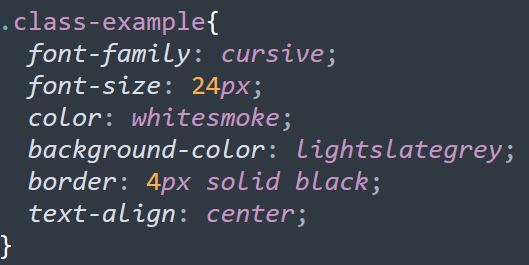 .class-example{
font-family: cursive;
font-size: 24px;
color: whitesmoke;
background-color: lightslategrey;
border: 4px solid black;
text-align: center;
}